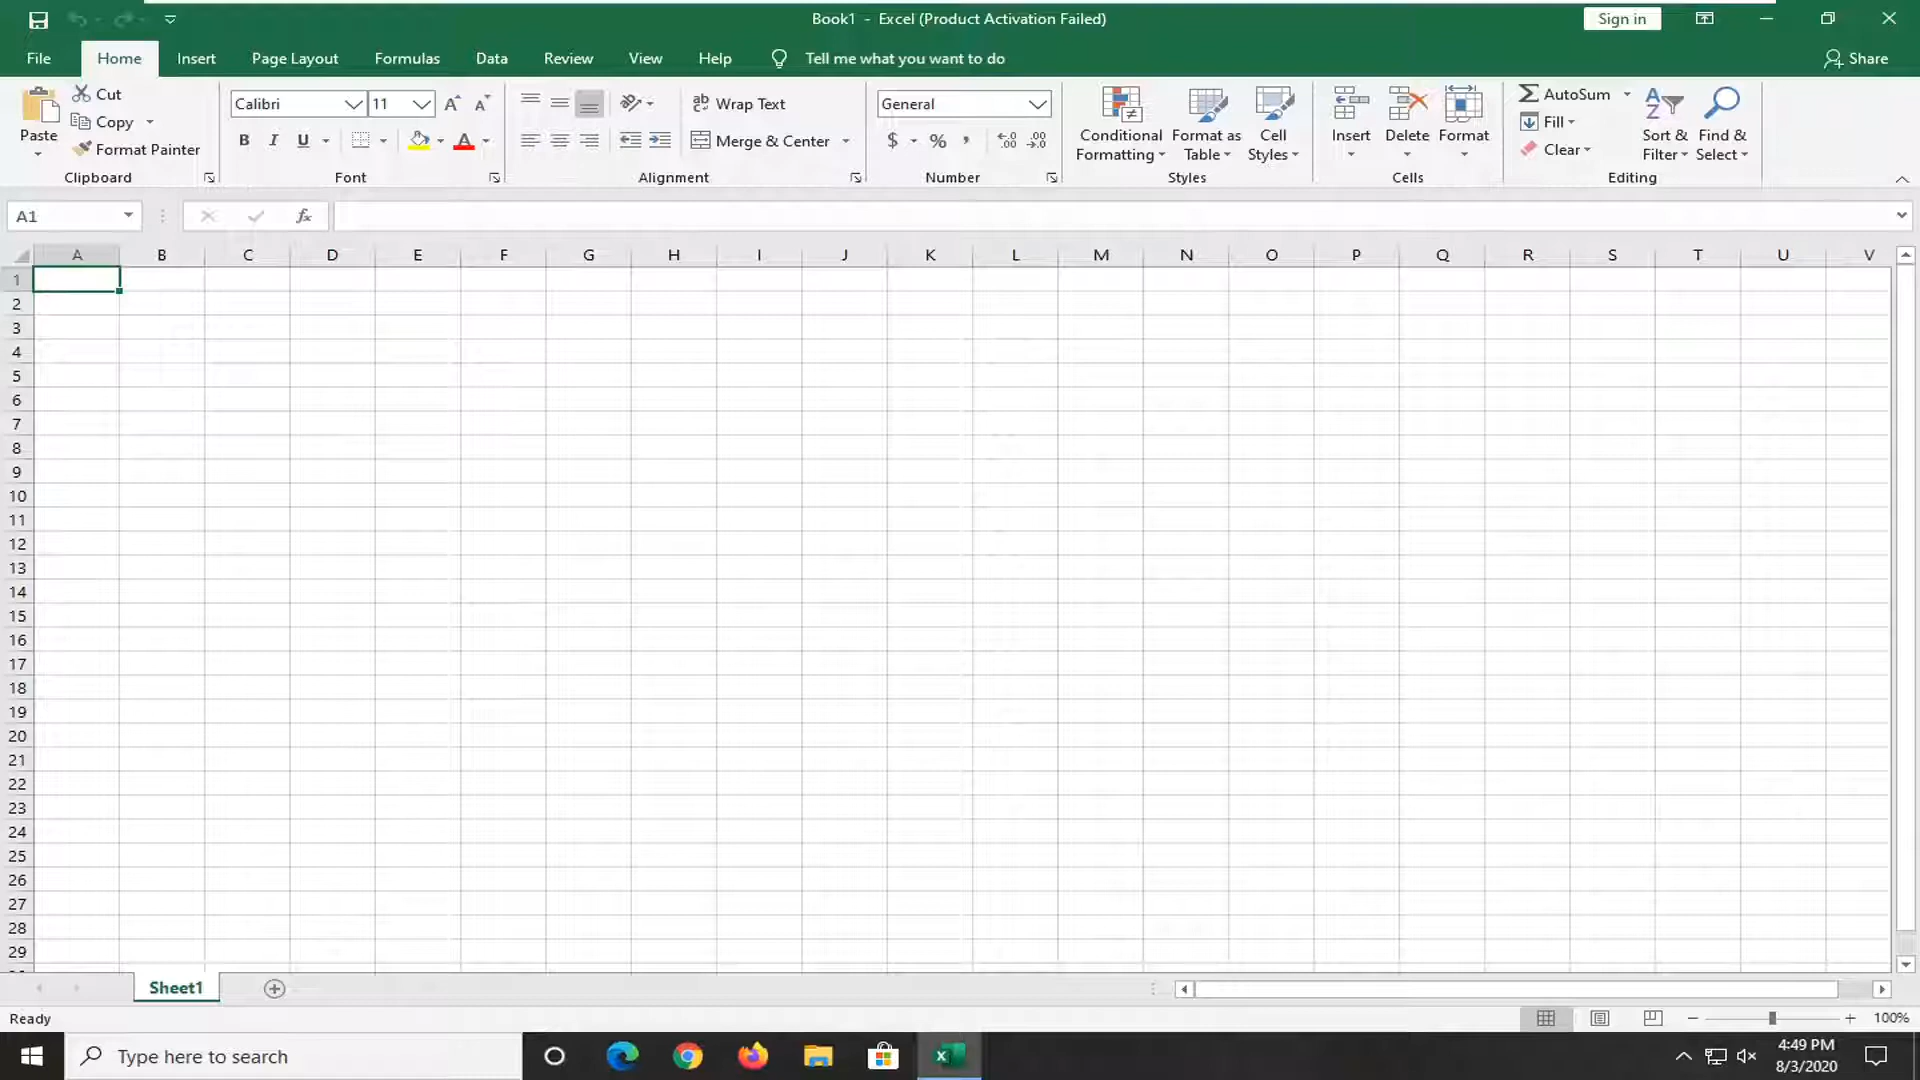 Book1 - Excel (Product Activation Failed)
Sign in
File Home Insert Page Layout Formulas Data Review View Help Tell me what you want to do Share
Paste
Cut
Copy
Format Painter
Clipboard
Calibri 11
B I U A
Font
ab Wrap Text
Merge & Center
Alignment
General
$ % ,
Number
Conditional Formatting
Format as Table
Cell Styles
Styles
Insert Delete Format
Cells
AutoSum
Fill
Clear
Sort & Filter
Find & Select
Editing
A1 fx
A B C D E F G H I J K L M N O P Q R S T U V
1
2
3
4
5
6
7
8
9
10
11
12
13
14
15
16
17
18
19
20
21
22
23
24
25
26
27
28
29
Sheet1
Ready 100%
Type here to search
4:49 PM
8/3/2020